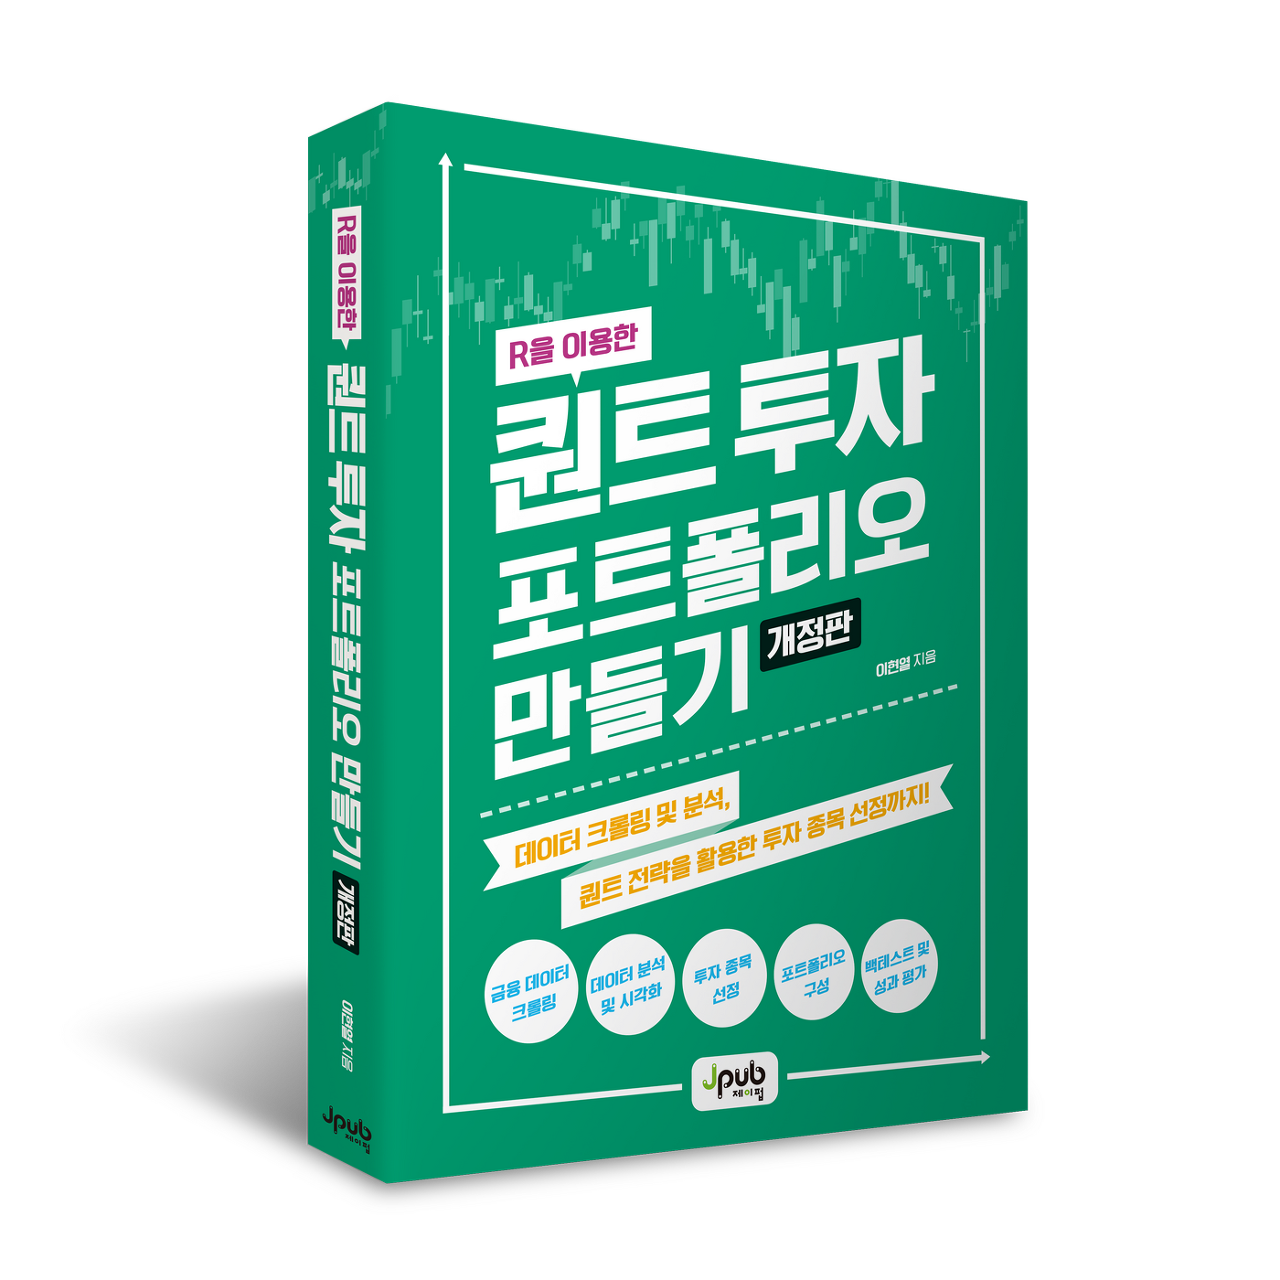 R을 이용한
퀀트 투자
포트폴리오
만들기 개정판
이현열 지음
데이터 크롤링 및 분석,
퀀트 전략을 활용한 투자 종목 선정까지!
금융 데이터
크롤링
데이터 분석
및 시각화
투자 종목
선정
포트폴리오
구성
백테스트 및
성과 평가
Jpub
제이펍
R을 이용한 퀀트 투자 포트폴리오 만들기 개정판
이현열 지음
Jpub
제이펍